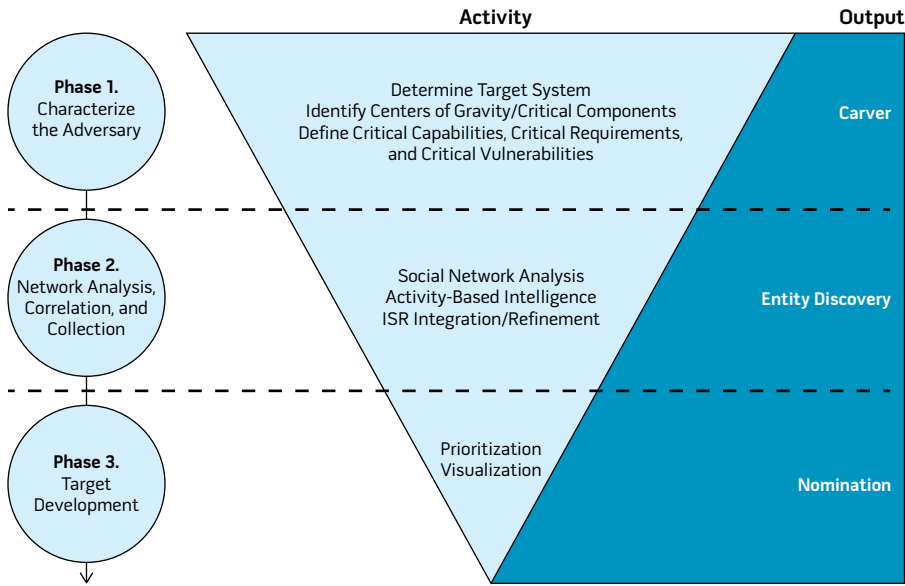 Activity
Output
Phase 1.
Characterize
the Adversary
Determine Target System
Identify Centers of Gravity/Critical Components
Define Critical Capabilities, Critical Requirements,
and Critical Vulnerabilities
Carver
Phase 2.
Network Analysis,
Correlation, and
Collection
Social Network Analysis
Activity-Based Intelligence
ISR Integration/Refinement
Entity Discovery
Phase 3.
Target
Development
Prioritization
Visualization
Nomination